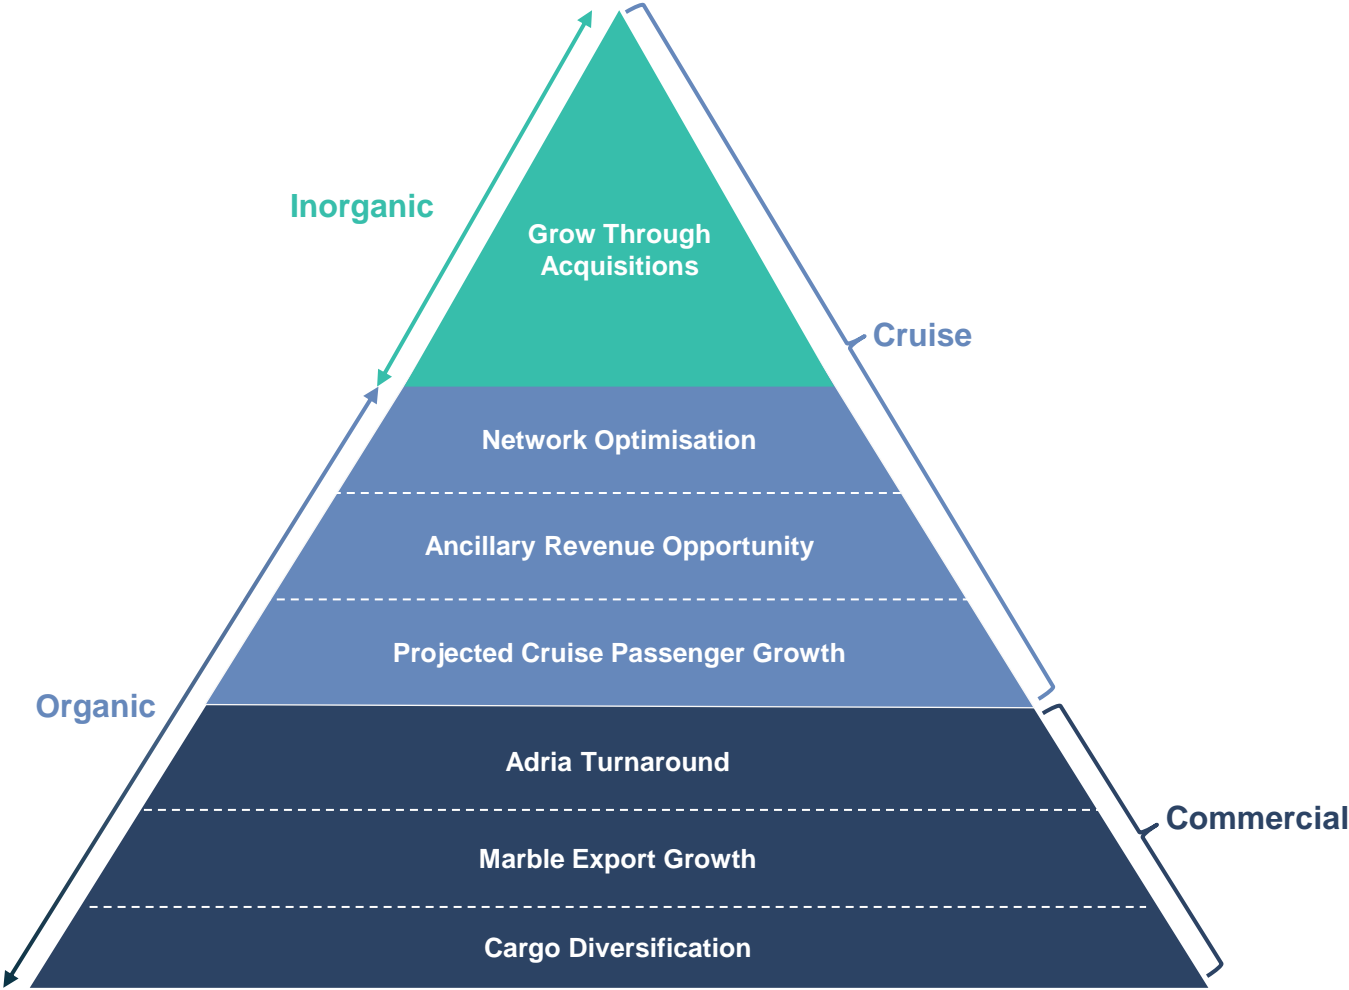 Inorganic
Grow Through
Acquisitions
Cruise
Network Optimisation
Ancillary Revenue Opportunity
Projected Cruise Passenger Growth
Organic
Adria Turnaround
Commercial
Marble Export Growth
Cargo Diversification